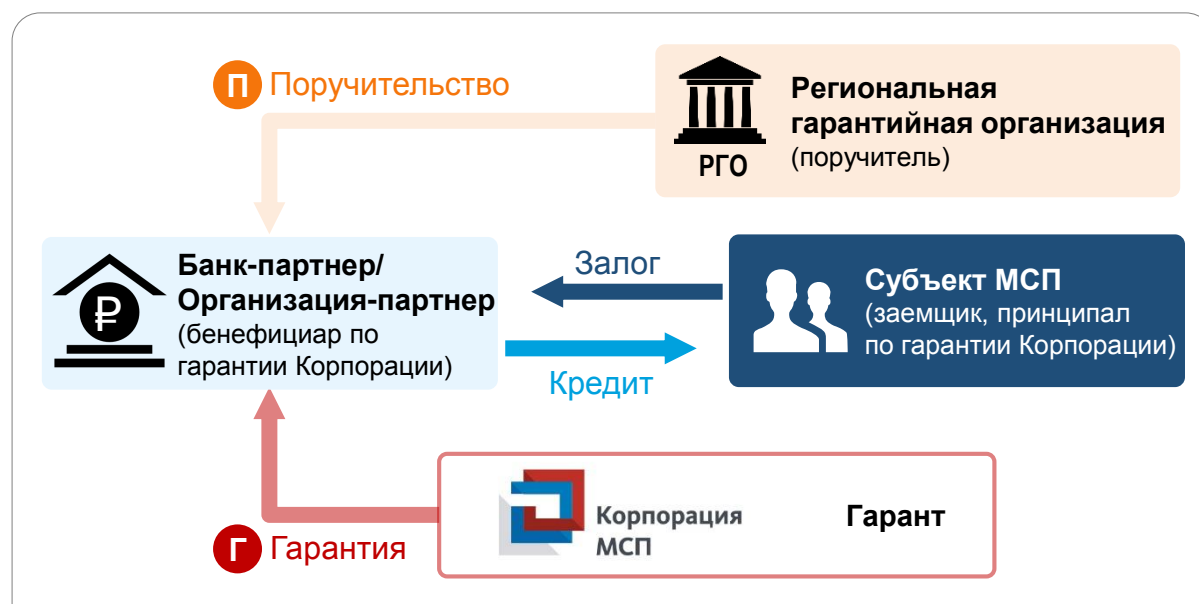 П Поручительство
Региональная
гарантийная организация
(поручитель)
РГО
Банк-партнер/
Организация-партнер
(бенефициар по
гарантии Корпорации)
₽
Залог
Кредит
Субъект МСП
(заемщик, принципал
по гарантии Корпорации)
Г Гарантия
Корпорация
МСП
Гарант